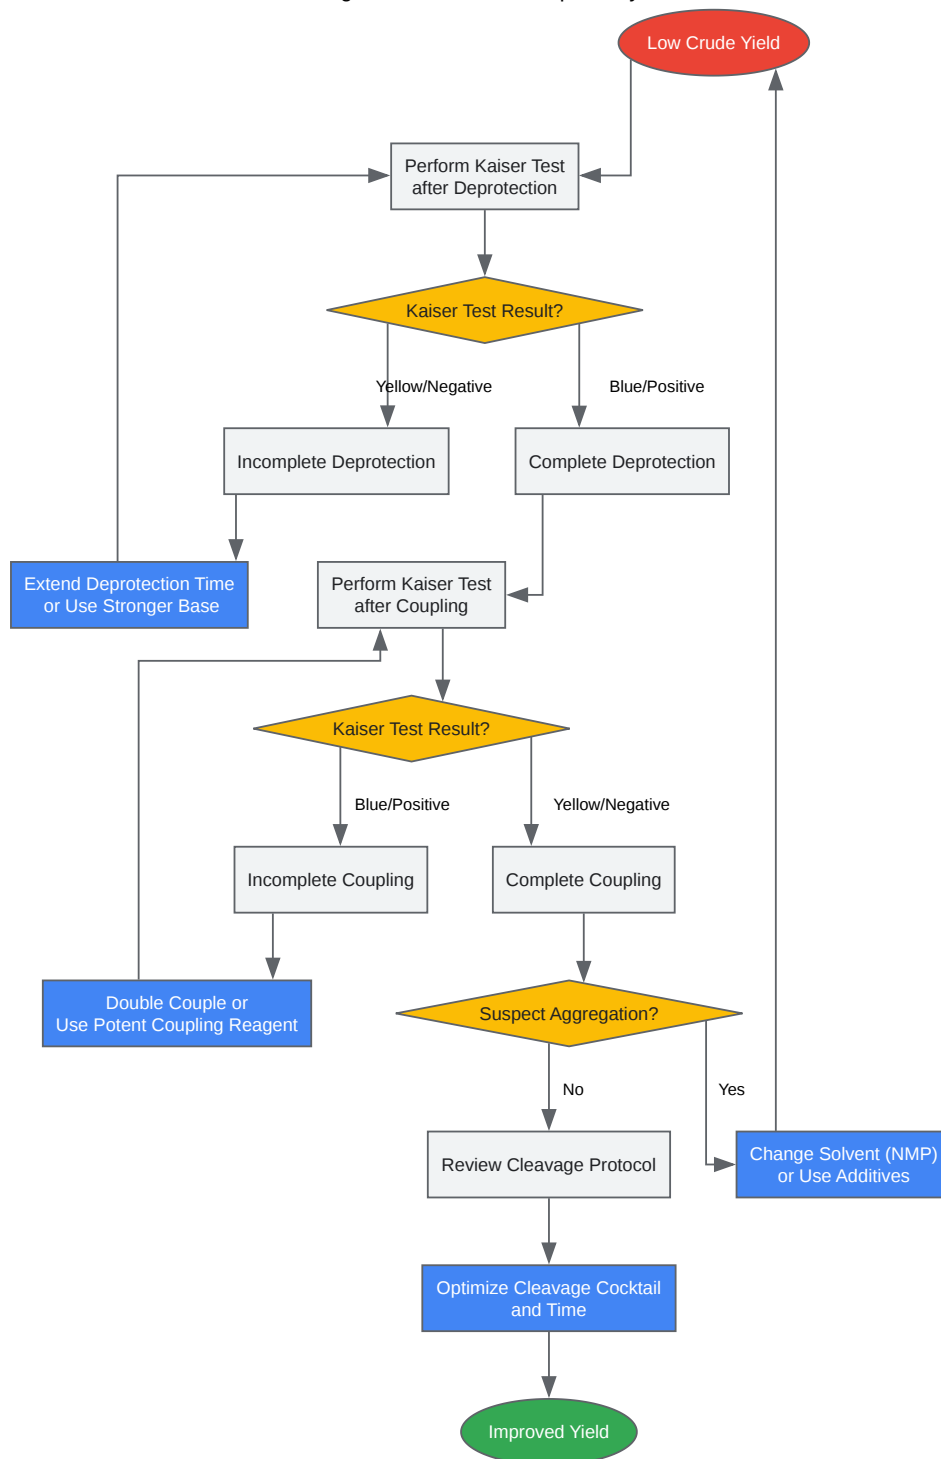 Low Crude Yield
Perform Kaiser Test
after Deprotection
Kaiser Test Result?
Yellow/Negative
Blue/Positive
Incomplete Deprotection
Complete Deprotection
Extend Deprotection Time
or Use Stronger Base
Perform Kaiser Test
after Coupling
Kaiser Test Result?
Blue/Positive
Yellow/Negative
Incomplete Coupling
Complete Coupling
Double Couple or
Use Potent Coupling Reagent
Suspect Aggregation?
No
Yes
Review Cleavage Protocol
Change Solvent (NMP)
or Use Additives
Optimize Cleavage Cocktail
and Time
Improved Yield